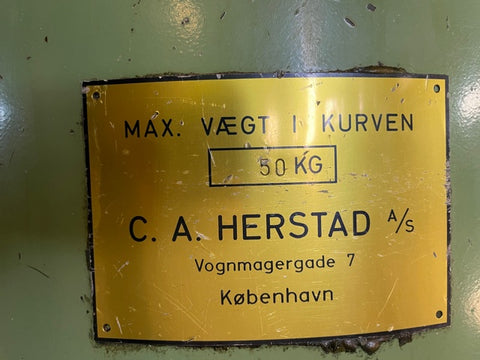 MAX. VÆGT I KURVEN
50 KG
C. A. HERSTAD A/S
Vognmagergade 7
København